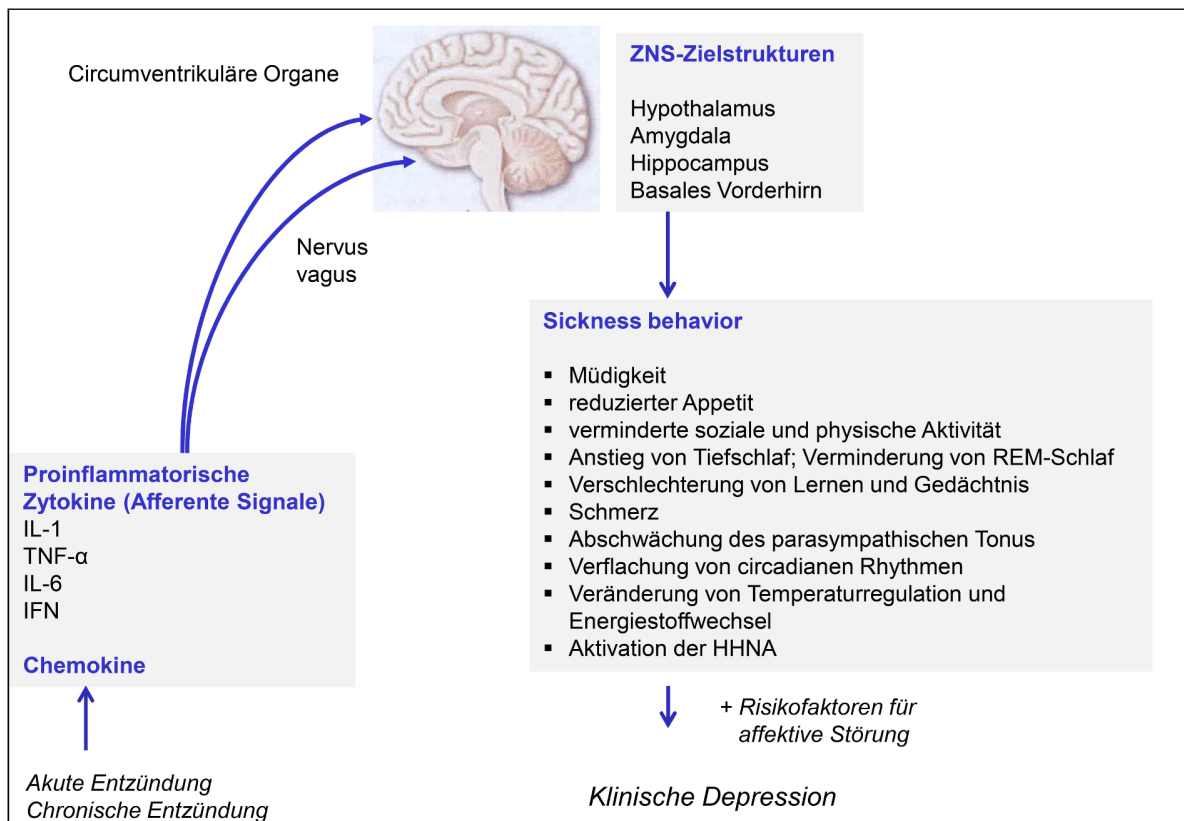 Circumventrikuläre Organe
Nervus
vagus
ZNS-Zielstrukturen
Hypothalamus
Amygdala
Hippocampus
Basales Vorderhirn
Sickness behavior
▪ Müdigkeit
▪ reduzierter Appetit
▪ verminderte soziale und physische Aktivität
▪ Anstieg von Tiefschlaf; Verminderung von REM-Schlaf
▪ Verschlechterung von Lernen und Gedächtnis
▪ Schmerz
▪ Abschwächung des parasympathischen Tonus
▪ Verflachung von circadianen Rhythmen
▪ Veränderung von Temperaturregulation und
Energiestoffwechsel
▪ Aktivation der HHNA
Proinflammatorische
Zytokine (Afferente Signale)
IL-1
TNF-α
IL-6
IFN
Chemokine
Akute Entzündung
Chronische Entzündung
+ Risikofaktoren für
affektive Störung
Klinische Depression